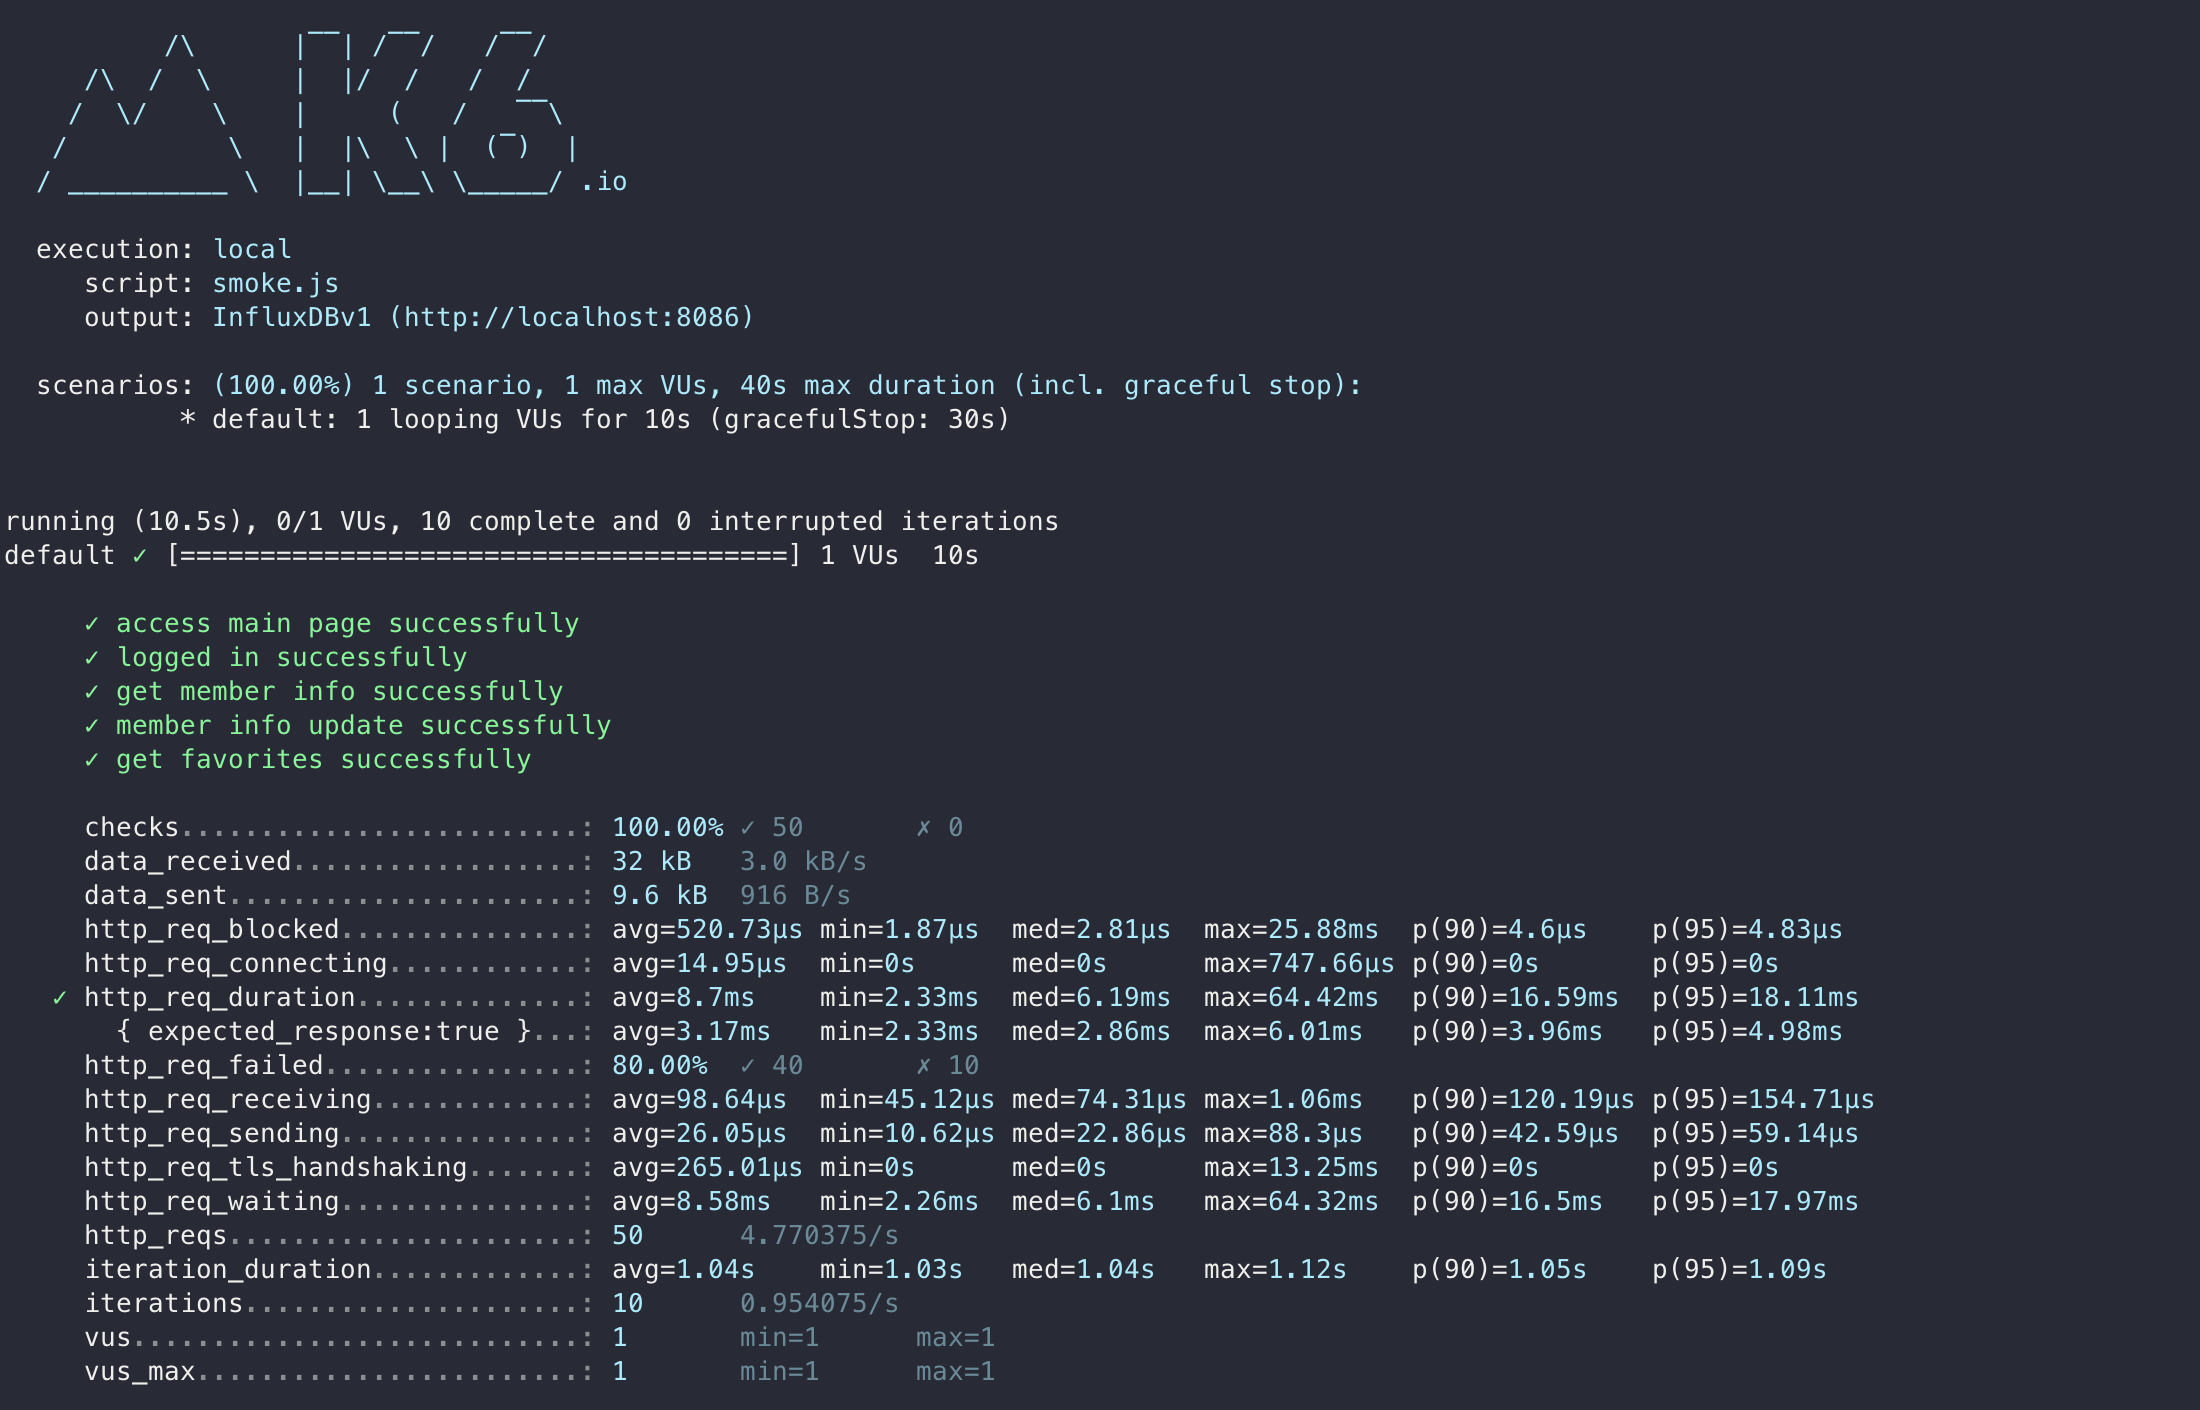 /\      |‾‾| /‾‾/   /‾‾/
     /\  /  \     |  |/  /   /  /
    /  \/    \    |     (   /   ‾‾\
   /          \   |  |\  \ |  (‾)  |
  / __________ \  |__| \__\ \_____/ .io
execution: local
script: smoke.js
output: InfluxDBv1 (http://localhost:8086)
scenarios: (100.00%) 1 scenario, 1 max VUs, 40s max duration (incl. graceful stop):
* default: 1 looping VUs for 10s (gracefulStop: 30s)
running (10.5s), 0/1 VUs, 10 complete and 0 interrupted iterations
default ✓ [======================================] 1 VUs  10s
✓ access main page successfully
✓ logged in successfully
✓ get member info successfully
✓ member info update successfully
✓ get favorites successfully
checks.........................: 100.00% ✓ 50       ✗ 0
data_received..................: 32 kB   3.0 kB/s
data_sent......................: 9.6 kB  916 B/s
http_req_blocked...............: avg=520.73µs min=1.87µs  med=2.81µs  max=25.88ms  p(90)=4.6µs    p(95)=4.83µs
http_req_connecting............: avg=14.95µs  min=0s      med=0s      max=747.66µs p(90)=0s       p(95)=0s
✓ http_req_duration..............: avg=8.7ms    min=2.33ms  med=6.19ms  max=64.42ms  p(90)=16.59ms  p(95)=18.11ms
{ expected_response:true }...: avg=3.17ms   min=2.33ms  med=2.86ms  max=6.01ms   p(90)=3.96ms   p(95)=4.98ms
http_req_failed................: 80.00%  ✓ 40       ✗ 10
http_req_receiving.............: avg=98.64µs  min=45.12µs med=74.31µs max=1.06ms   p(90)=120.19µs p(95)=154.71µs
http_req_sending...............: avg=26.05µs  min=10.62µs med=22.86µs max=88.3µs   p(90)=42.59µs  p(95)=59.14µs
http_req_tls_handshaking.......: avg=265.01µs min=0s      med=0s      max=13.25ms  p(90)=0s       p(95)=0s
http_req_waiting...............: avg=8.58ms   min=2.26ms  med=6.1ms   max=64.32ms  p(90)=16.5ms   p(95)=17.97ms
http_reqs......................: 50      4.770375/s
iteration_duration.............: avg=1.04s    min=1.03s   med=1.04s   max=1.12s    p(90)=1.05s    p(95)=1.09s
iterations.....................: 10      0.954075/s
vus............................: 1       min=1      max=1
vus_max........................: 1       min=1      max=1